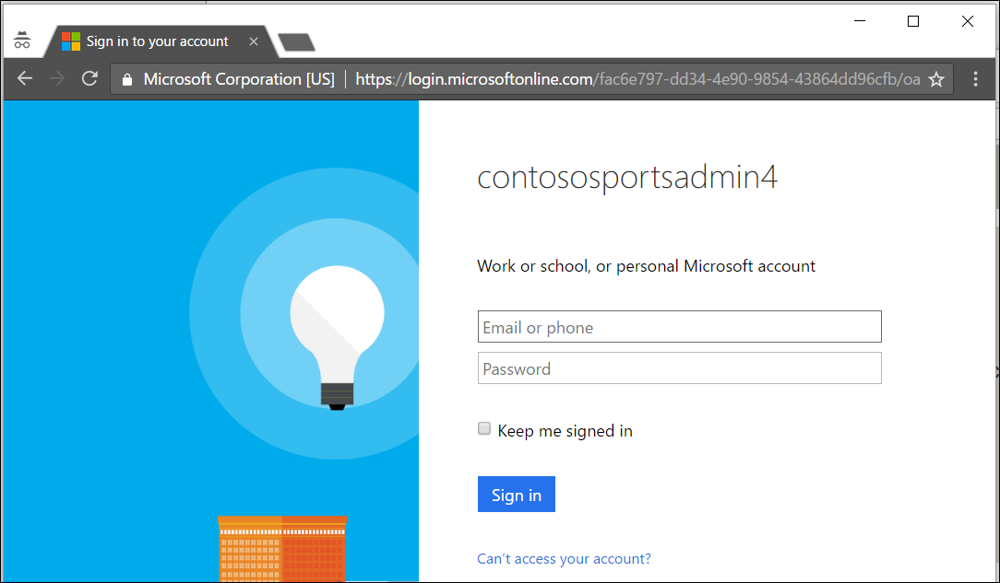 Sign in to your account
Microsoft Corporation [US] https://login.microsoftonline.com/fac6e797-dd34-4e90-9854-43864dd96cfb/oa
contososportsadmin4
Work or school, or personal Microsoft account
Email or phone
Password
Keep me signed in
Sign in
Can't access your account?